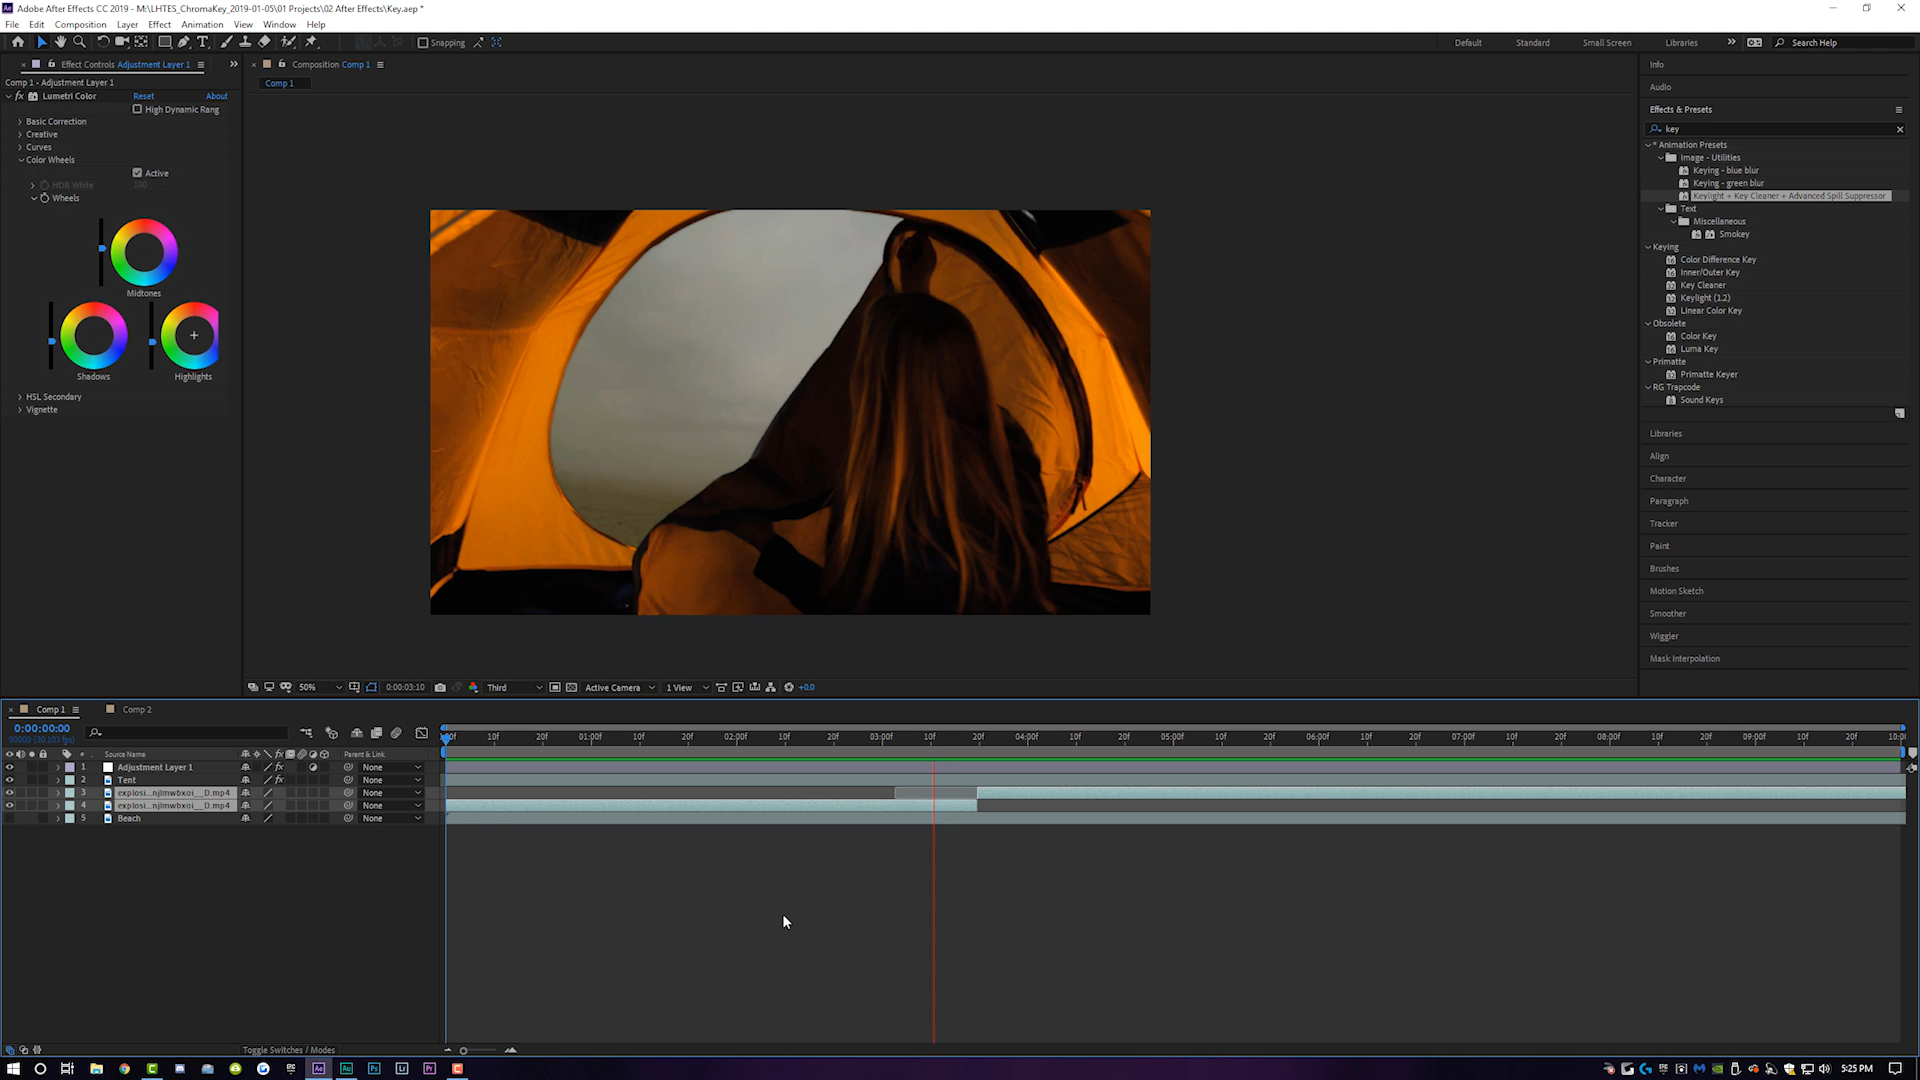 Adobe After Effects CC 2019 - M:\LHTES_ChromaKey_2019-01-05\01 Projects\02 After Effects\Key.aep *
File Edit Composition Layer Effect Animation View Window Help
Snapping
Default Standard Small Screen Libraries Search Help
Effect Controls Adjustment Layer 1
Comp 1 • Adjustment Layer 1
fx Lumetri Color Reset About
High Dynamic Rang
Basic Correction
Creative
Curves
Color Wheels
Active
HDR White 100
Wheels
Midtones
Shadows Highlights
HSL Secondary
Vignette
Composition Comp 1
Comp 1
50% 0:00:03:10 Third Active Camera 1 View +0.0
Info
Audio
Effects & Presets
key
* Animation Presets
Image - Utilities
Keying - blue blur
Keying - green blur
Keylight + Key Cleaner + Advanced Spill Suppressor
Text
Miscellaneous
Smokey
Keying
Color Difference Key
Inner/Outer Key
Key Cleaner
Keylight (1.2)
Linear Color Key
Obsolete
Color Key
Luma Key
Primatte
Primatte Keyer
RG Trapcode
Sound Keys
Libraries
Align
Character
Paragraph
Tracker
Paint
Brushes
Motion Sketch
Smoother
Wiggler
Mask Interpolation
Comp 1 Comp 2
0:00:00:00
00000 (30.103 fps)
10f 20f 01:00f 10f 20f 02:00f 10f 20f 03:00f 10f 20f 04:00f 10f 20f 05:00f 10f 20f 06:00f 10f 20f 07:00f 10f 20f 08:00f 10f 20f 09:00f 10f 20f
# Source Name Parent & Link
1 Adjustment Layer 1 None
2 Tent None
3 explosi...njlmwbxoi__D.mp4 None
4 explosi...njlmwbxoi__D.mp4 None
5 Beach None
Toggle Switches / Modes
Ae Au Ps Lr Pr 5:25 PM